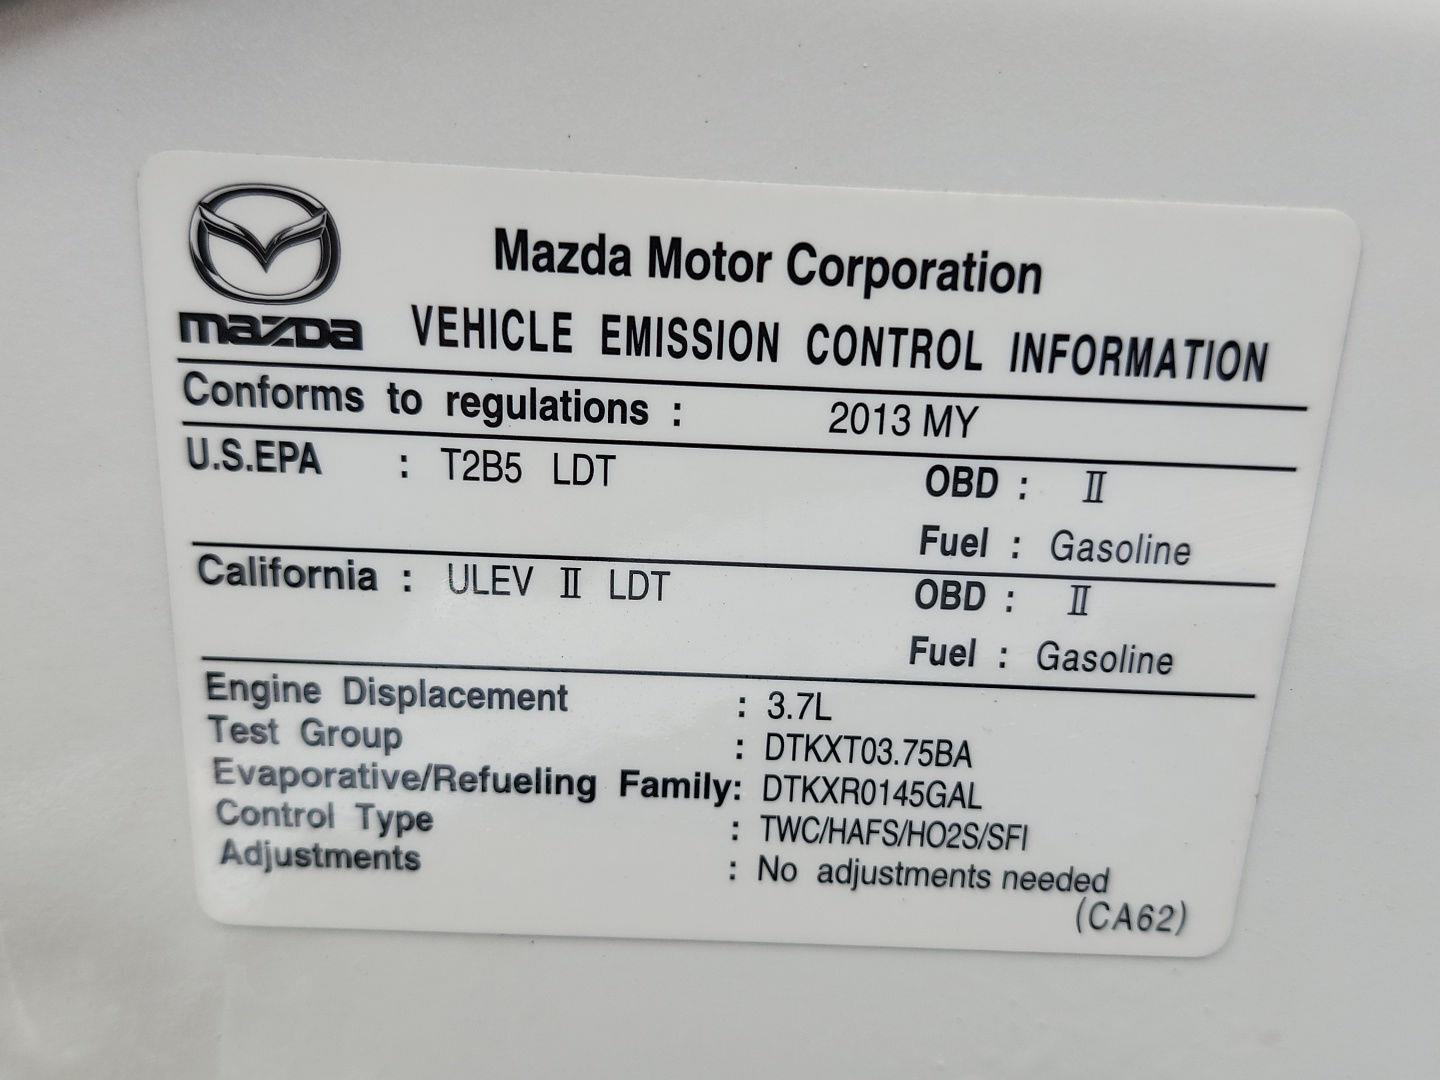 Mazda Motor Corporation
mazda VEHICLE EMISSION CONTROL INFORMATION
Conforms to regulations : 2013 MY
U.S.EPA : T2B5 LDT OBD : II
Fuel : Gasoline
California : ULEV II LDT OBD : II
Fuel : Gasoline
Engine Displacement : 3.7L
Test Group : DTKXT03.75BA
Evaporative/Refueling Family: DTKXR0145GAL
Control Type : TWC/HAFS/HO2S/SFI
Adjustments : No adjustments needed
(CA62)